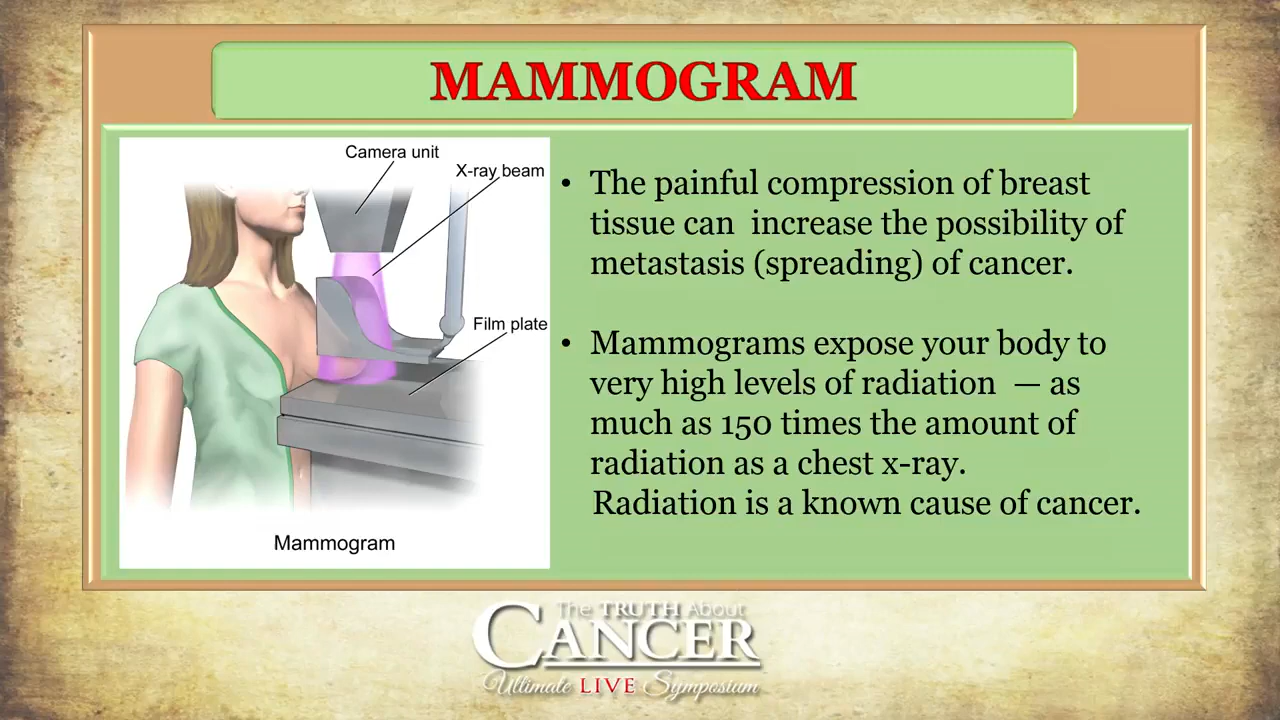 MAMMOGRAM
Camera unit
X-ray beam
Film plate
Mammogram
• The painful compression of breast
tissue can increase the possibility of
metastasis (spreading) of cancer.
• Mammograms expose your body to
very high levels of radiation — as
much as 150 times the amount of
radiation as a chest x-ray.
Radiation is a known cause of cancer.
The TRUTH About
CANCER
Ultimate LIVE Symposium